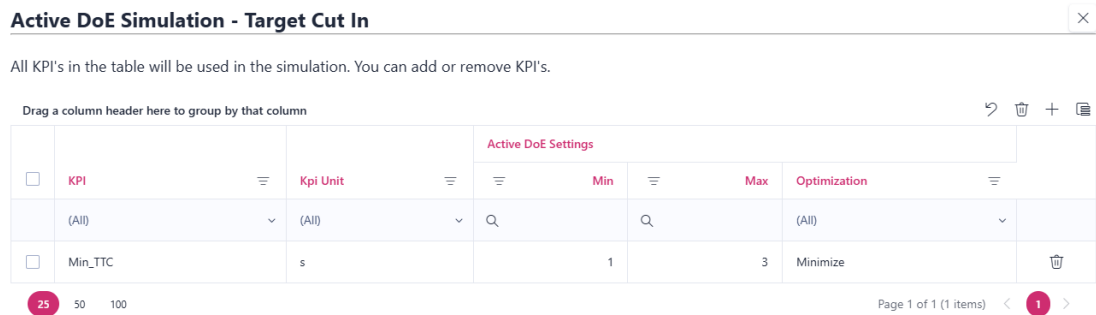 Active DoE Simulation - Target Cut In
All KPI's in the table will be used in the simulation. You can add or remove KPI's.
Drag a column header here to group by that column
Active DoE Settings
KPI Kpi Unit Min Max Optimization
(All) (All) (All)
Min_TTC s 1 3 Minimize
25 50 100 Page 1 of 1 (1 items) 1